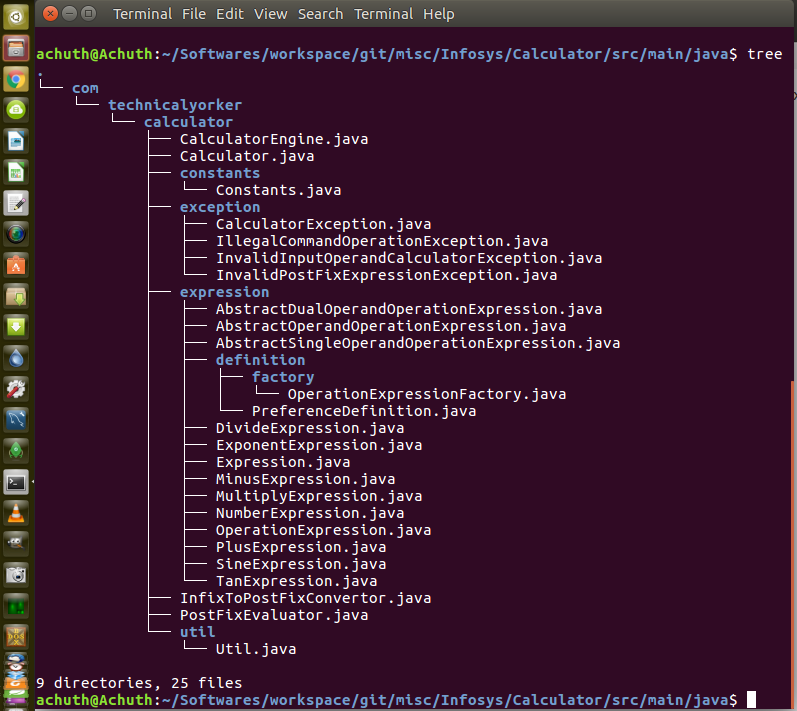 Terminal File Edit View Search Terminal Help
achuth@Achuth:~/Softwares/workspace/git/misc/Infosys/Calculator/src/main/java$ tree
.
└── com
    └── technicalyorker
        └── calculator
            ├── CalculatorEngine.java
            ├── Calculator.java
            ├── constants
            │   └── Constants.java
            ├── exception
            │   ├── CalculatorException.java
            │   ├── IllegalCommandOperationException.java
            │   ├── InvalidInputOperandCalculatorException.java
            │   └── InvalidPostFixExpressionException.java
            ├── expression
            │   ├── AbstractDualOperandOperationExpression.java
            │   ├── AbstractOperandOperationExpression.java
            │   ├── AbstractSingleOperandOperationExpression.java
            │   ├── definition
            │   │   ├── factory
            │   │   │   └── OperationExpressionFactory.java
            │   │   └── PreferenceDefinition.java
            │   ├── DivideExpression.java
            │   ├── ExponentExpression.java
            │   ├── Expression.java
            │   ├── MinusExpression.java
            │   ├── MultiplyExpression.java
            │   ├── NumberExpression.java
            │   ├── OperationExpression.java
            │   ├── PlusExpression.java
            │   ├── SineExpression.java
            │   └── TanExpression.java
            ├── InfixToPostFixConvertor.java
            ├── PostFixEvaluator.java
            └── util
                └── Util.java
9 directories, 25 files
achuth@Achuth:~/Softwares/workspace/git/misc/Infosys/Calculator/src/main/java$